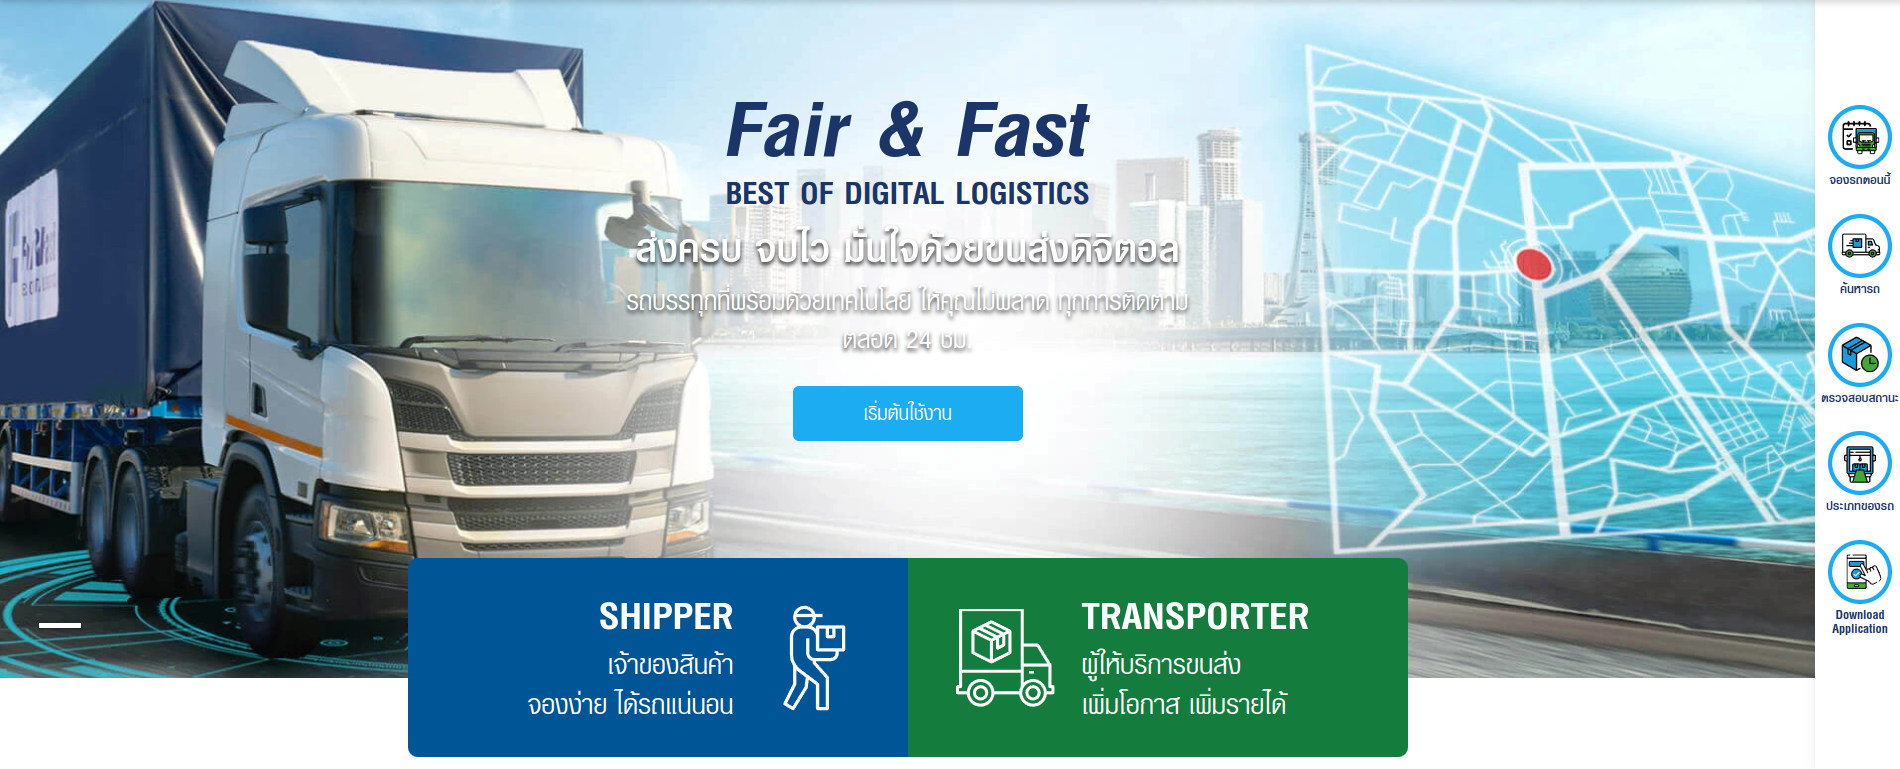 Fair & Fast
BEST OF DIGITAL LOGISTICS
ส่งครบ จบไว มั่นใจด้วยขนส่งดิจิตอล
รถบรรทุกที่พร้อมด้วยเทคโนโลยี ให้คุณไม่พลาด ทุกการติดตาม
ตลอด 24 ชม.
เริ่มต้นใช้งาน
SHIPPER
เจ้าของสินค้า
จองง่าย ได้รถแน่นอน
TRANSPORTER
ผู้ให้บริการขนส่ง
เพิ่มโอกาส เพิ่มรายได้
จองรถตอนนี้
ค้นหารถ
ตรวจสอบสถานะ
ประเภทของรถ
Download
Application